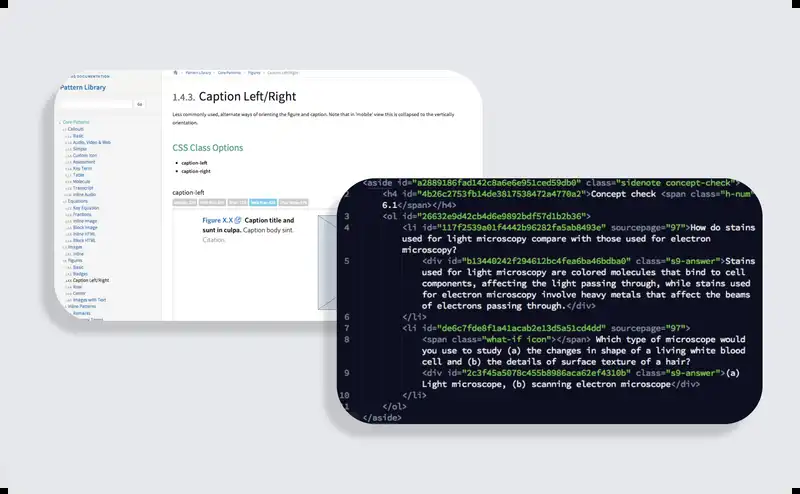 DOCUMENTATION
Pattern Library
Go
Core Patterns
Callouts
Basic
Audio, Video & Web
Simple
Custom Icon
Assessment
Key Term
Table
Molecule
Transcript
Inline Audio
Equations
Key Equation
Fractions
Inline Image
Block Image
Inline HTML
Block HTML
Images
Inline
Figures
Basic
Badges
Caption Left/Right
Row
Center
Images with Text
Inline Patterns
Remarks
Pattern Library › Core Patterns › Figures › Caption Left/Right
1.4.3. Caption Left/Right
Less commonly used, alternate ways of orienting the figure and caption. Note that in 'mobile' view this is collapsed to the vertically
orientation.
CSS Class Options
caption-left
caption-right
caption-left
Figure X.X Caption title and
sunt in culpa. Caption body sint.
Citation.
<aside id="a2889186fad142c8a6e6e951ced59db0" class="sidenote concept-check">
2 <h4 id="4b26c2753fb14de3817538472a4770a2">Concept check <span class="h-num"
6.1</span></h4>
3 <ol id="26632e9d42cb4d6e9892bdf57d1b2b36">
4 <li id="117f2539a01f4442b96282fa5ab8493e" sourcepage="97">How do stains
used for light microscopy compare with those used for electron
microscopy?
5 <div id="b13440242f294612bc4fea6ba46bdba0" class="s9-answer">Stains
used for light microscopy are colored molecules that bind to cell
components, affecting the light passing through, while stains used
for electron microscopy involve heavy metals that affect the beams
of electrons passing through.</div>
6 </li>
7 <li id="de6c7fde8f1a41acab2e13d5a51cd4dd" sourcepage="97">
8 <span class="what-if icon"></span> Which type of microscope would
you use to study (a) the changes in shape of a living white blood
cell and (b) the details of surface texture of a hair?
9 <div id="2c3f45a5078c455b8986aca62ef4310b" class="s9-answer">(a)
Light microscope, (b) scanning electron microscope</div>
10 </li>
1 </ol>
</aside>